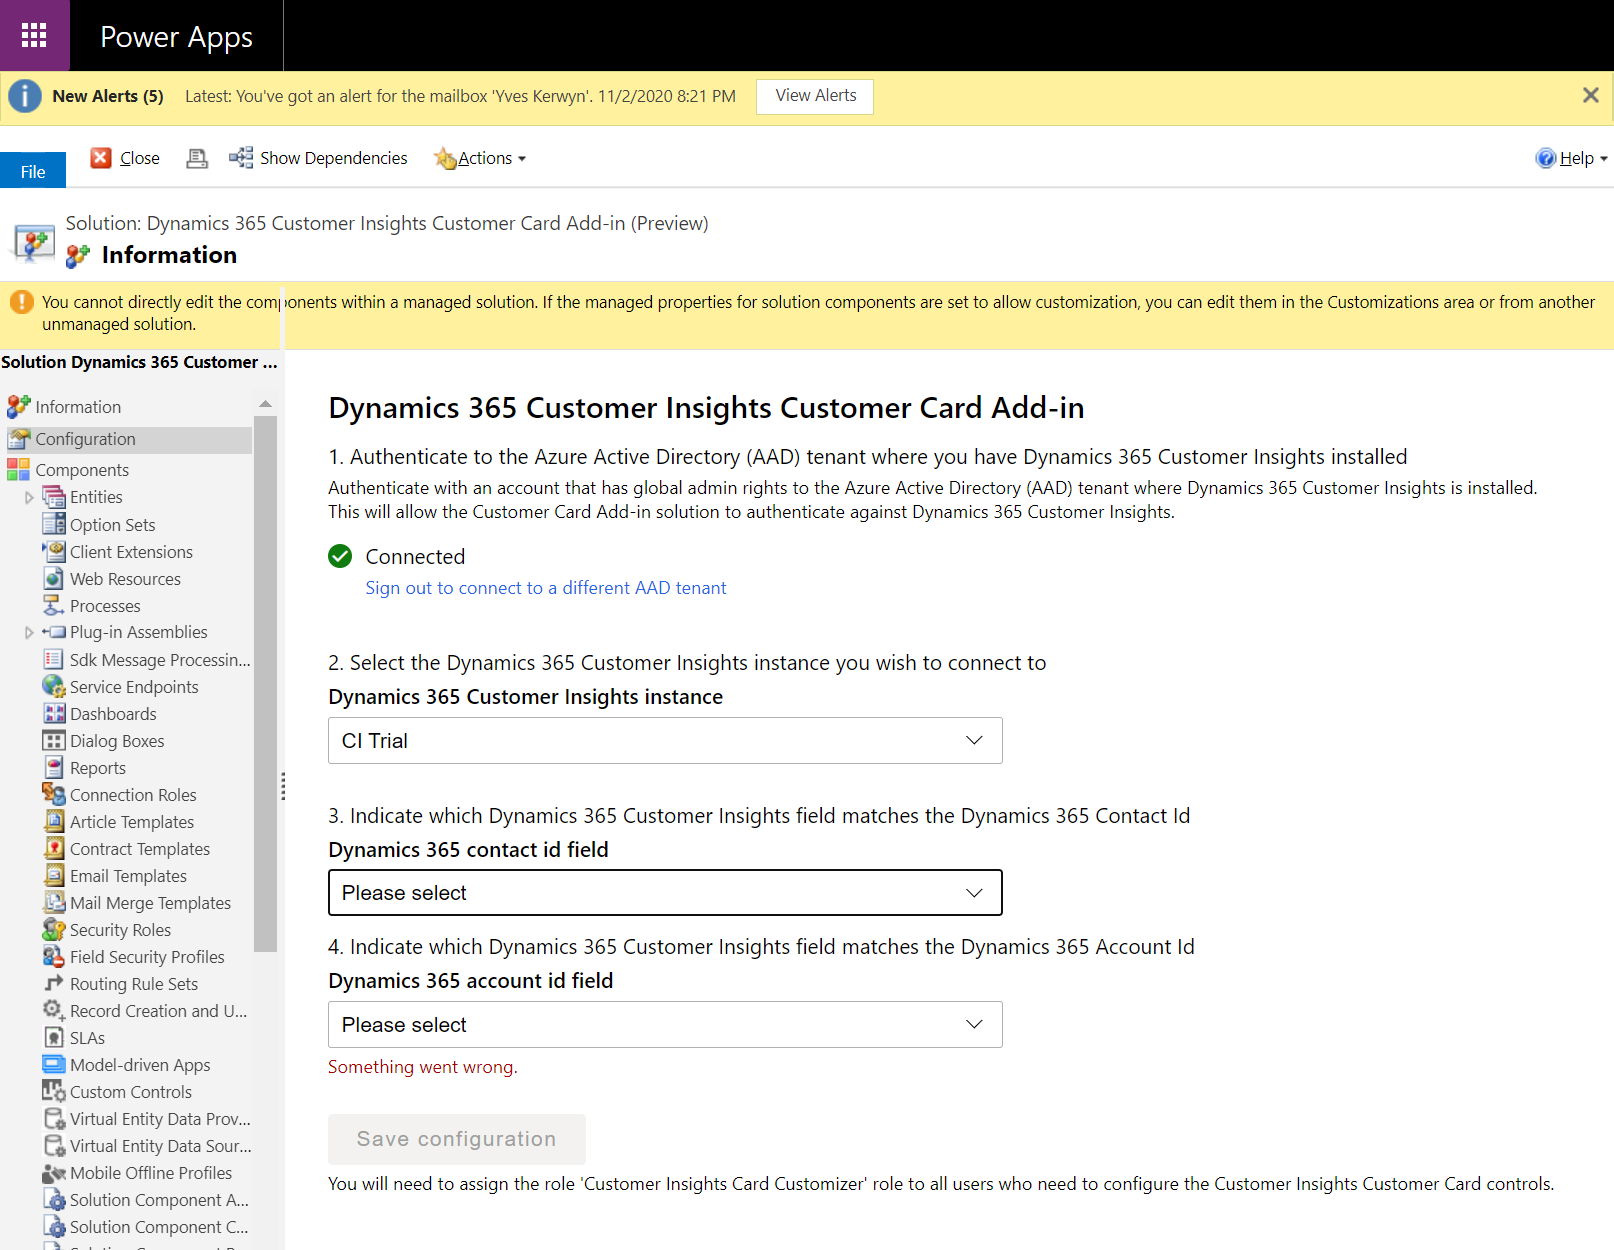 Power Apps
New Alerts (5) Latest: You've got an alert for the mailbox 'Yves Kerwyn'. 11/2/2020 8:21 PM View Alerts
File Close Show Dependencies Actions Help
Solution: Dynamics 365 Customer Insights Customer Card Add-in (Preview)
Information
You cannot directly edit the components within a managed solution. If the managed properties for solution components are set to allow customization, you can edit them in the Customizations area or from another
unmanaged solution.
Solution Dynamics 365 Customer ...
Information
Configuration
Components
Entities
Option Sets
Client Extensions
Web Resources
Processes
Plug-in Assemblies
Sdk Message Processin...
Service Endpoints
Dashboards
Dialog Boxes
Reports
Connection Roles
Article Templates
Contract Templates
Email Templates
Mail Merge Templates
Security Roles
Field Security Profiles
Routing Rule Sets
Record Creation and U...
SLAs
Model-driven Apps
Custom Controls
Virtual Entity Data Prov...
Virtual Entity Data Sour...
Mobile Offline Profiles
Solution Component A...
Solution Component C...
Dynamics 365 Customer Insights Customer Card Add-in
1. Authenticate to the Azure Active Directory (AAD) tenant where you have Dynamics 365 Customer Insights installed
Authenticate with an account that has global admin rights to the Azure Active Directory (AAD) tenant where Dynamics 365 Customer Insights is installed.
This will allow the Customer Card Add-in solution to authenticate against Dynamics 365 Customer Insights.
Connected
Sign out to connect to a different AAD tenant
2. Select the Dynamics 365 Customer Insights instance you wish to connect to
Dynamics 365 Customer Insights instance
CI Trial
3. Indicate which Dynamics 365 Customer Insights field matches the Dynamics 365 Contact Id
Dynamics 365 contact id field
Please select
4. Indicate which Dynamics 365 Customer Insights field matches the Dynamics 365 Account Id
Dynamics 365 account id field
Please select
Something went wrong.
Save configuration
You will need to assign the role 'Customer Insights Card Customizer' role to all users who need to configure the Customer Insights Customer Card controls.